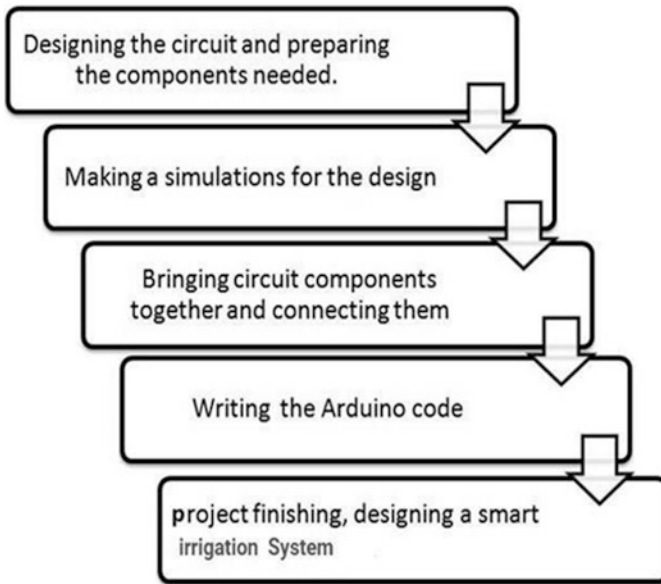 Designing the circuit and preparing
the components needed.
Making a simulations for the design
Bringing circuit components
together and connecting them
Writing the Arduino code
project finishing, designing a smart
irrigation System